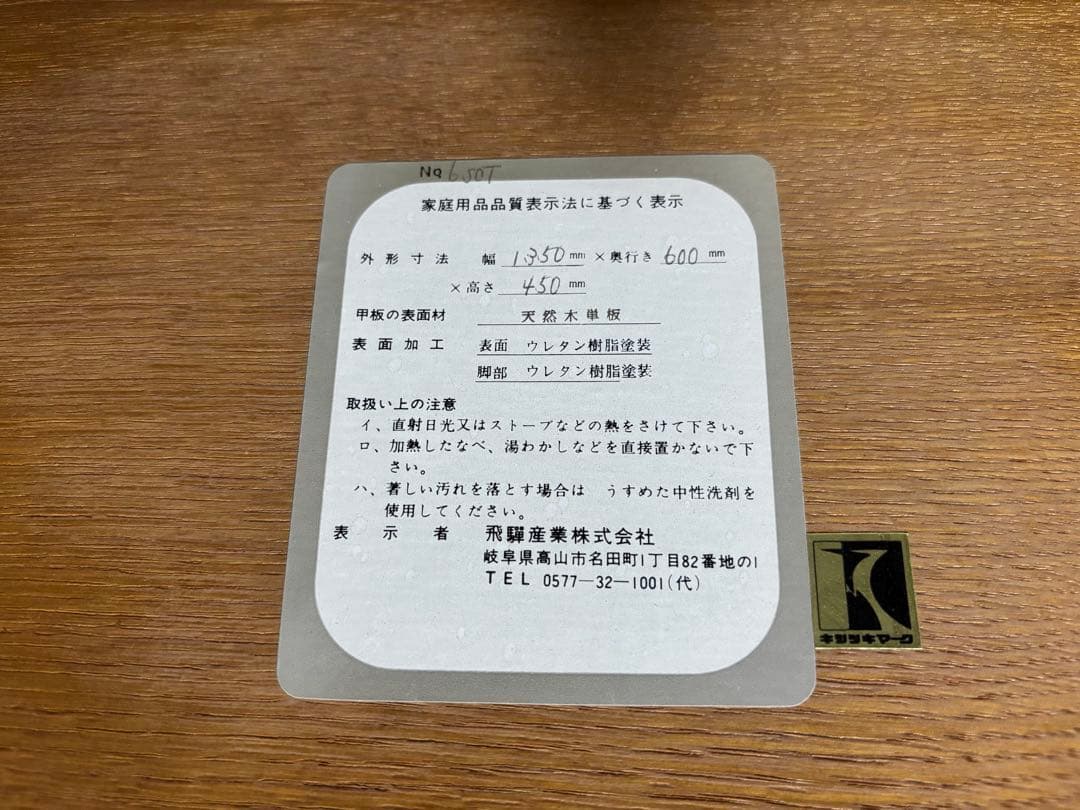 No 650T
家庭用品品質表示法に基づく表示
外形寸法 幅 1350 mm ×奥行き 600 mm
×高さ 450 mm
甲板の表面材 天然木単板
表面加工 表面 ウレタン樹脂塗装
脚部 ウレタン樹脂塗装
取扱い上の注意
イ、直射日光又はストーブなどの熱をさけて下さい。
ロ、加熱したなべ、湯わかしなどを直接置かないで下
さい。
ハ、著しい汚れを落とす場合は うすめた中性洗剤を
使用してください。
表示者 飛驒産業株式会社
岐阜県高山市名田町1丁目82番地の1
TEL 0577-32-1001(代)
キツツキマーク